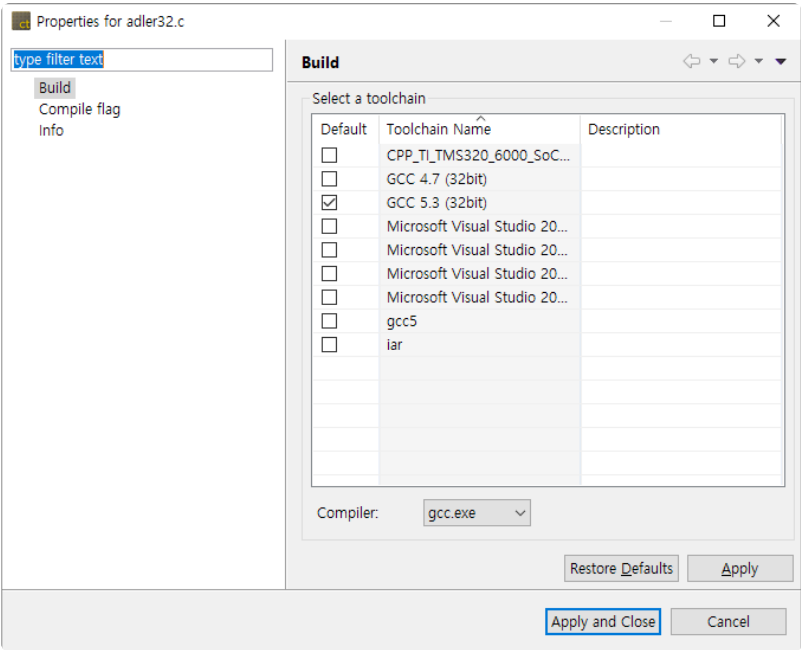 ct Properties for adler32.c
type filter text
Build
Compile flag
Info
Build
Select a toolchain
Default Toolchain Name Description
CPP_TI_TMS320_6000_SoC...
GCC 4.7 (32bit)
GCC 5.3 (32bit)
Microsoft Visual Studio 20...
Microsoft Visual Studio 20...
Microsoft Visual Studio 20...
Microsoft Visual Studio 20...
gcc5
iar
Compiler: gcc.exe
Restore Defaults Apply
Apply and Close Cancel